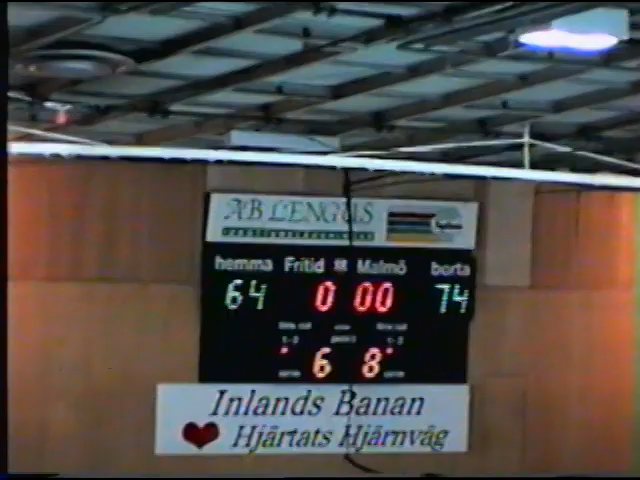 AB LENGUS
hemma Fritid Malmö borta
64 0 00 74
6 8
Inlands Banan
Hjärtats Hjärnväg